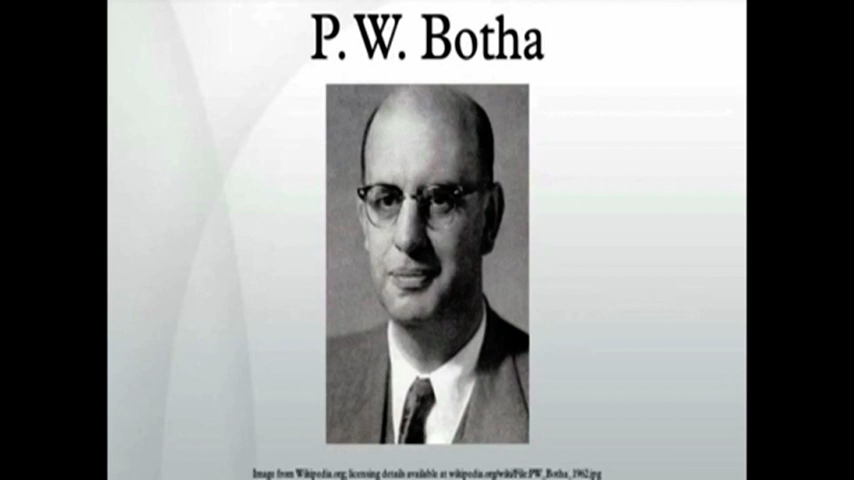 P. W. Botha
Image from Wikipedia.org; licensing details available at wikipedia.org/wiki/File:PW_Botha_1962.jpg